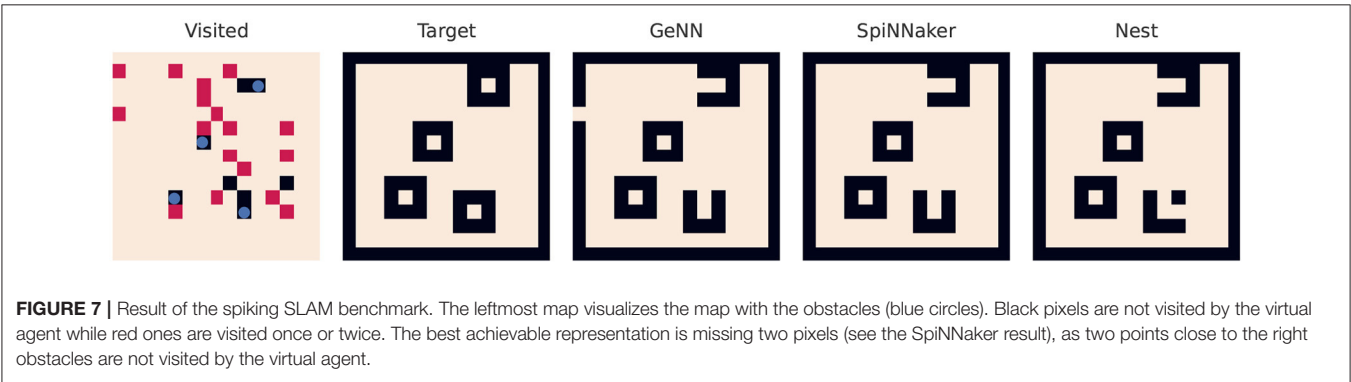 Visited Target GeNN SpiNNaker Nest
FIGURE 7 | Result of the spiking SLAM benchmark. The leftmost map visualizes the map with the obstacles (blue circles). Black pixels are not visited by the virtual
agent while red ones are visited once or twice. The best achievable representation is missing two pixels (see the SpiNNaker result), as two points close to the right
obstacles are not visited by the virtual agent.